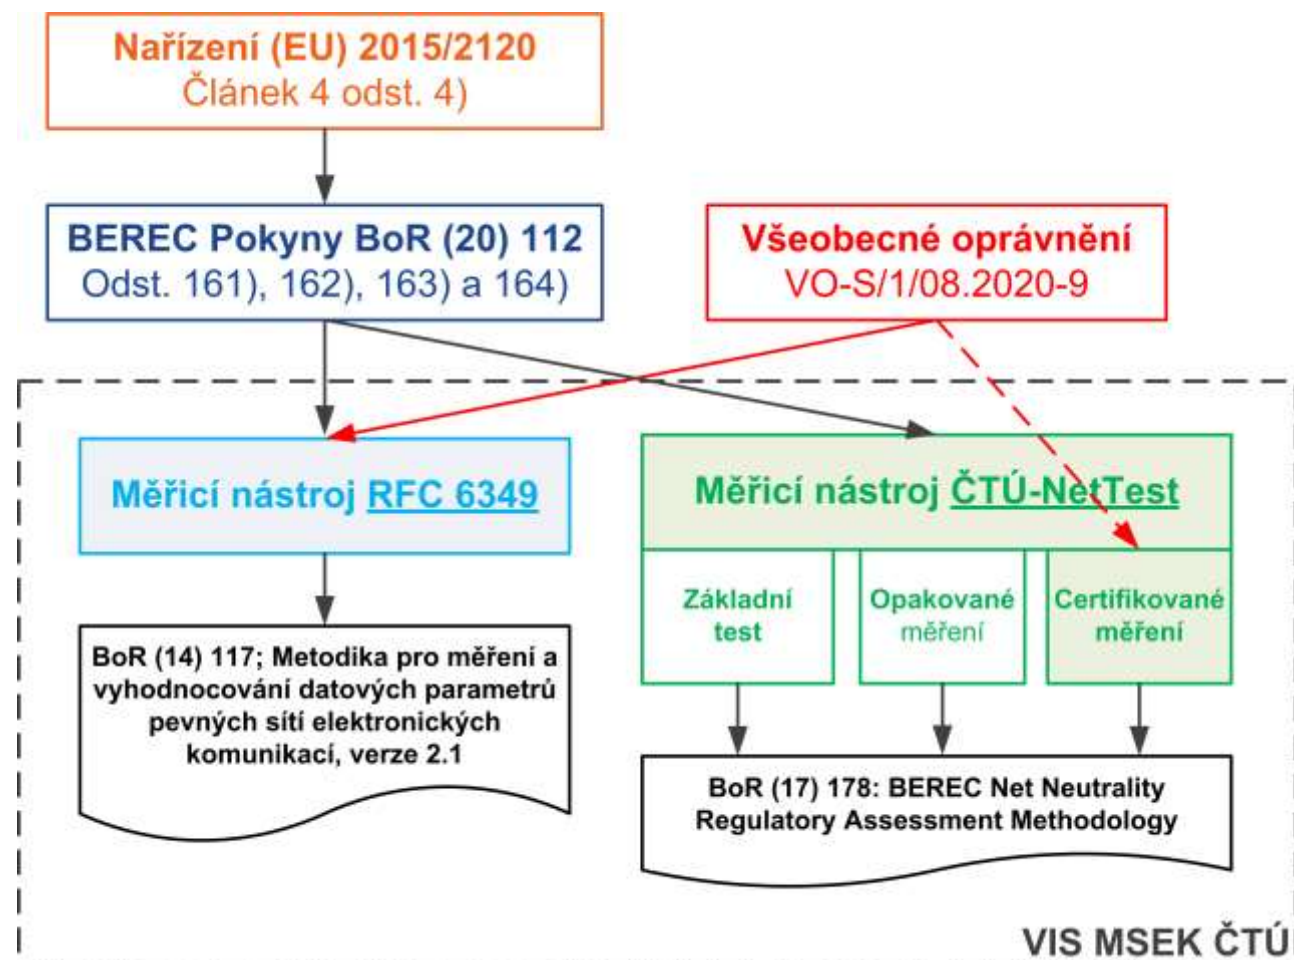 Nařízení (EU) 2015/2120
Článek 4 odst. 4)
BEREC Pokyny BoR (20) 112
Odst. 161), 162), 163) a 164)
Všeobecné oprávnění
VO-S/1/08.2020-9
Měřicí nástroj RFC 6349
Měřicí nástroj ČTÚ-NetTest
Základní
test
Opakované
měření
Certifikované
měření
BoR (14) 117; Metodika pro měření a
vyhodnocování datových parametrů
pevných sítí elektronických
komunikací, verze 2.1
BoR (17) 178: BEREC Net Neutrality
Regulatory Assessment Methodology
VIS MSEK ČTÚ